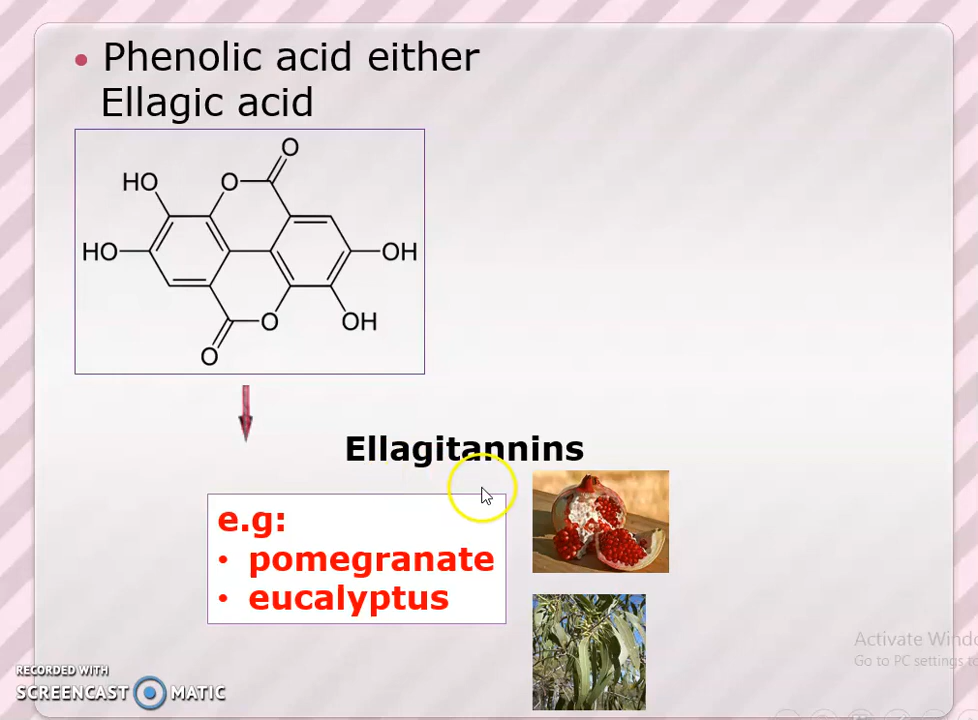 • Phenolic acid either
Ellagic acid
O
HO
O
HO
OH
O
OH
O
Ellagitannins
e.g:
• pomegranate
• eucalyptus
Activate Windo
Go to PC settings to
RECORDED WITH
SCREENCAST MATIC